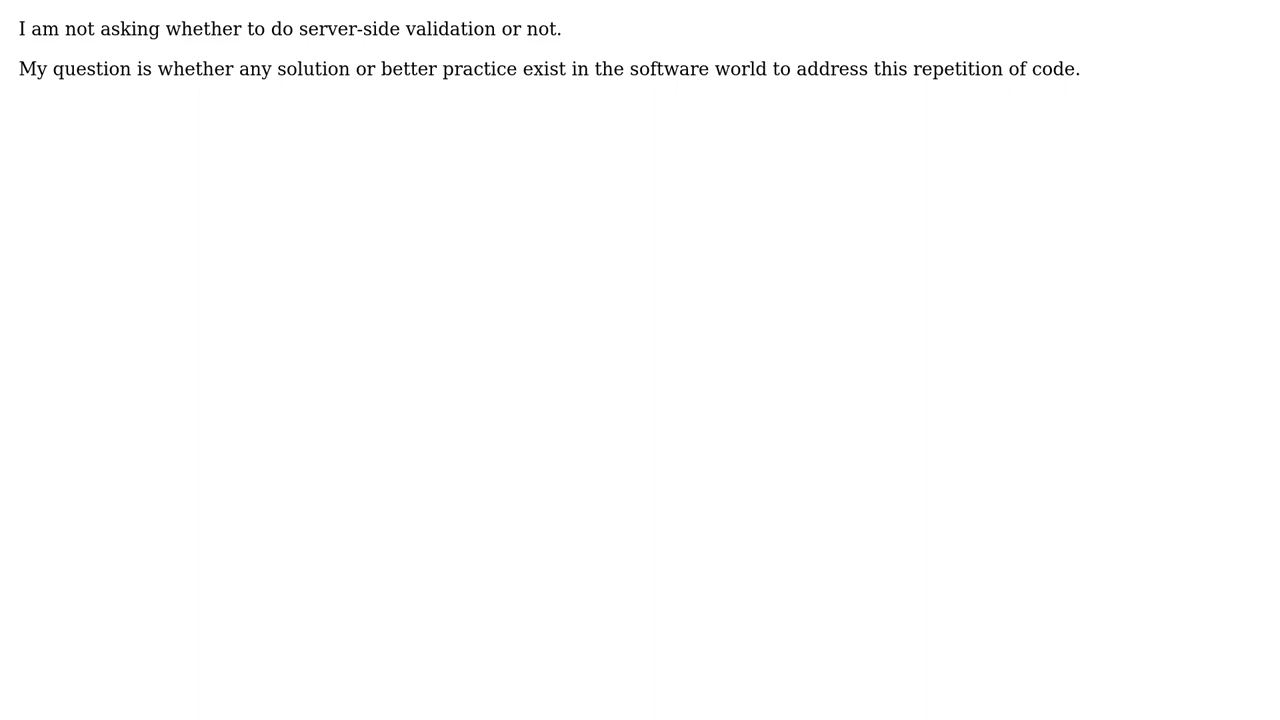 I am not asking whether to do server-side validation or not.
My question is whether any solution or better practice exist in the software world to address this repetition of code.